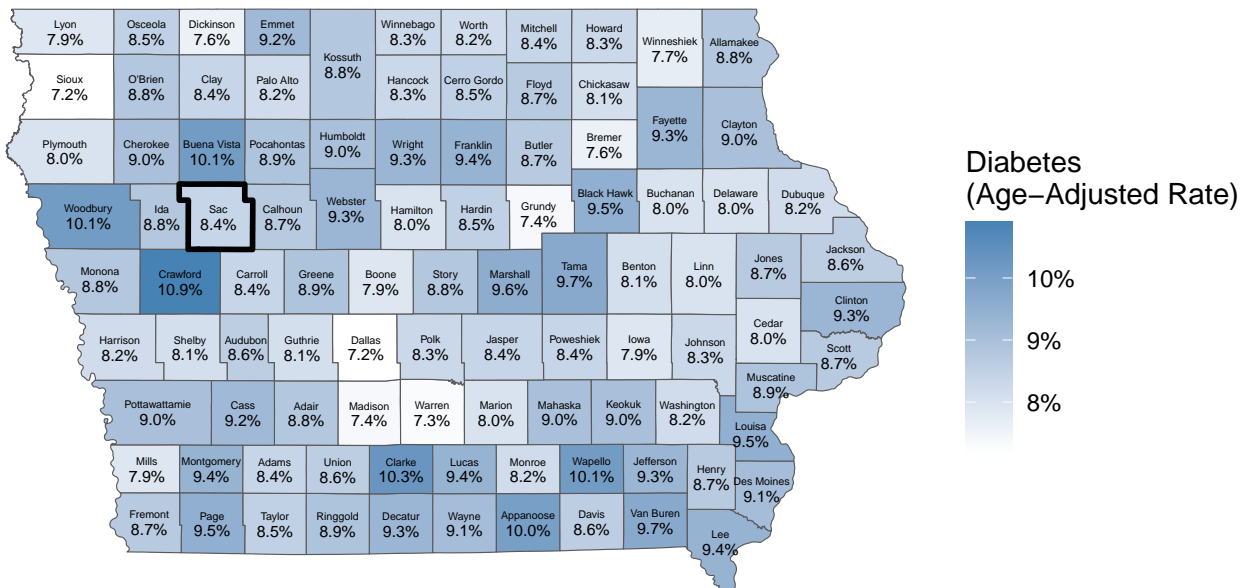 Lyon
7.9%
Osceola
8.5%
Dickinson
7.6%
Emmet
9.2%
Kossuth
8.8%
Winnebago
8.3%
Worth
8.2%
Mitchell
8.4%
Howard
8.3%
Winneshiek
7.7%
Allamakee
8.8%
Sioux
7.2%
O'Brien
8.8%
Clay
8.4%
Palo Alto
8.2%
Hancock
8.3%
Cerro Gordo
8.5%
Floyd
8.7%
Chickasaw
8.1%
Plymouth
8.0%
Cherokee
9.0%
Buena Vista
10.1%
Pocahontas
8.9%
Humboldt
9.0%
Wright
9.3%
Franklin
9.4%
Butler
8.7%
Bremer
7.6%
Fayette
9.3%
Clayton
9.0%
Woodbury
10.1%
Ida
8.8%
Sac
8.4%
Calhoun
8.7%
Webster
9.3%
Hamilton
8.0%
Hardin
8.5%
Grundy
7.4%
Black Hawk
9.5%
Buchanan
8.0%
Delaware
8.0%
Dubuque
8.2%
Monona
8.8%
Crawford
10.9%
Carroll
8.4%
Greene
8.9%
Boone
7.9%
Story
8.8%
Marshall
9.6%
Tama
9.7%
Benton
8.1%
Linn
8.0%
Jones
8.7%
Jackson
8.6%
Clinton
9.3%
Harrison
8.2%
Shelby
8.1%
Audubon
8.6%
Guthrie
8.1%
Dallas
7.2%
Polk
8.3%
Jasper
8.4%
Poweshiek
8.4%
Iowa
7.9%
Johnson
8.3%
Cedar
8.0%
Scott
8.7%
Muscatine
8.9%
Pottawattamie
9.0%
Cass
9.2%
Adair
8.8%
Madison
7.4%
Warren
7.3%
Marion
8.0%
Mahaska
9.0%
Keokuk
9.0%
Washington
8.2%
Louisa
9.5%
Mills
7.9%
Montgomery
9.4%
Adams
8.4%
Union
8.6%
Clarke
10.3%
Lucas
9.4%
Monroe
8.2%
Wapello
10.1%
Jefferson
9.3%
Henry
8.7%
Des Moines
9.1%
Fremont
8.7%
Page
9.5%
Taylor
8.5%
Ringgold
8.9%
Decatur
9.3%
Wayne
9.1%
Appanoose
10.0%
Davis
8.6%
Van Buren
9.7%
Lee
9.4%
Diabetes
(Age−Adjusted Rate)
10%
9%
8%